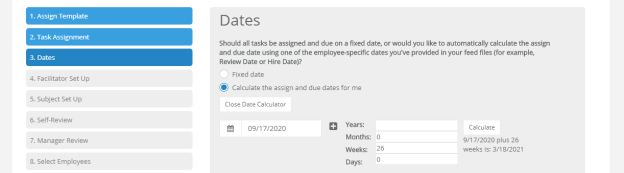 1. Assign Template
2. Task Assignment
3. Dates
4. Facilitator Set Up
5. Subject Set Up
6. Self-Review
7. Manager Review
8. Select Employees
Dates
Should all tasks be assigned and due on a fixed date, or would you like to automatically calculate the assign
and due date using one of the employee-specific dates you've provided in your feed files (for example,
Review Date or Hire Date)?
Fixed date
Calculate the assign and due dates for me
Close Date Calculator
09/17/2020
Years:
Months: 0
Weeks: 26
Days: 0
Calculate
9/17/2020 plus 26
weeks is: 3/18/2021